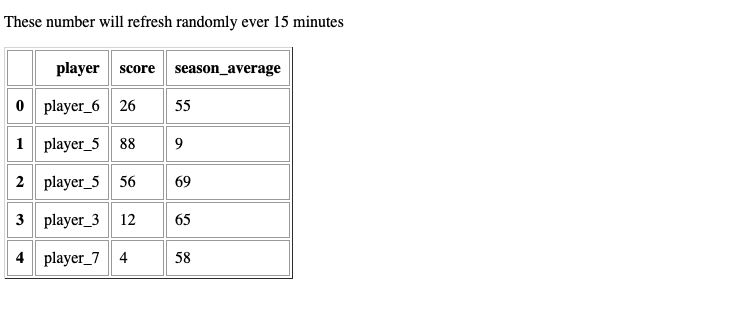 These number will refresh randomly ever 15 minutes
player score season_average
0 player_6 26 55
1 player_5 88 9
2 player_5 56 69
3 player_3 12 65
4 player_7 4 58